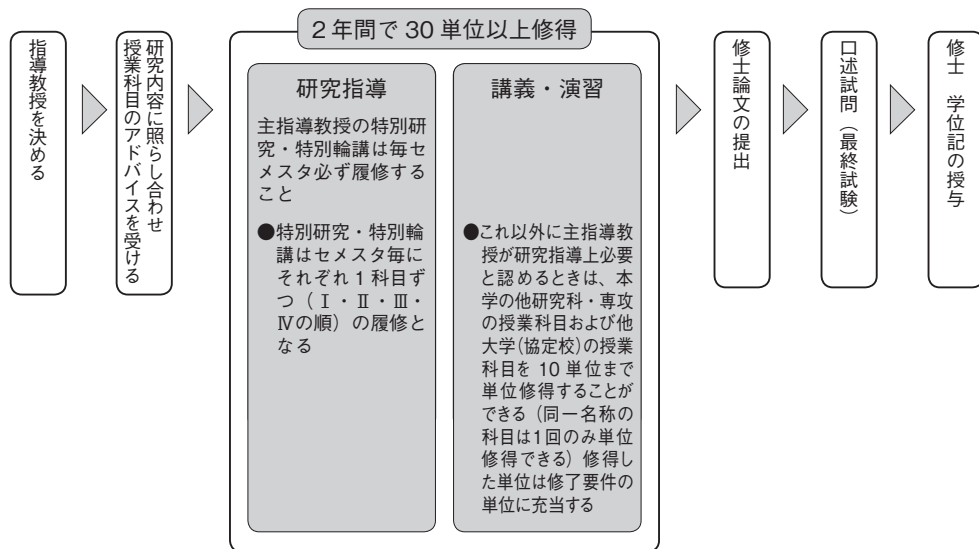 指導教授を決める
研究内容に照らし合わせ
授業科目のアドバイスを受ける
2年間で30単位以上修得
研究指導
主指導教授の特別研
究・特別輪講は毎セメ
スタ必ず履修する
こと
●特別研究・特別輪
講はセメスタ毎に
それぞれ1科目ず
つ(Ⅰ・Ⅱ・Ⅲ・
Ⅳの順)の履修と
なる
講義・演習
●これ以外に主指導教
授が研究指導上必要
と認めるときは、本
学の他研究科・専攻
の授業科目および他
大学(協定校)の授業
科目を10単位まで
単位修得することが
できる(同一名称の
科目は1回のみ単位
修得できる)修得し
た単位は修了要件の
単位に充当する
修士論文の提出
口述試問(最終試験)
修士 学位記の授与